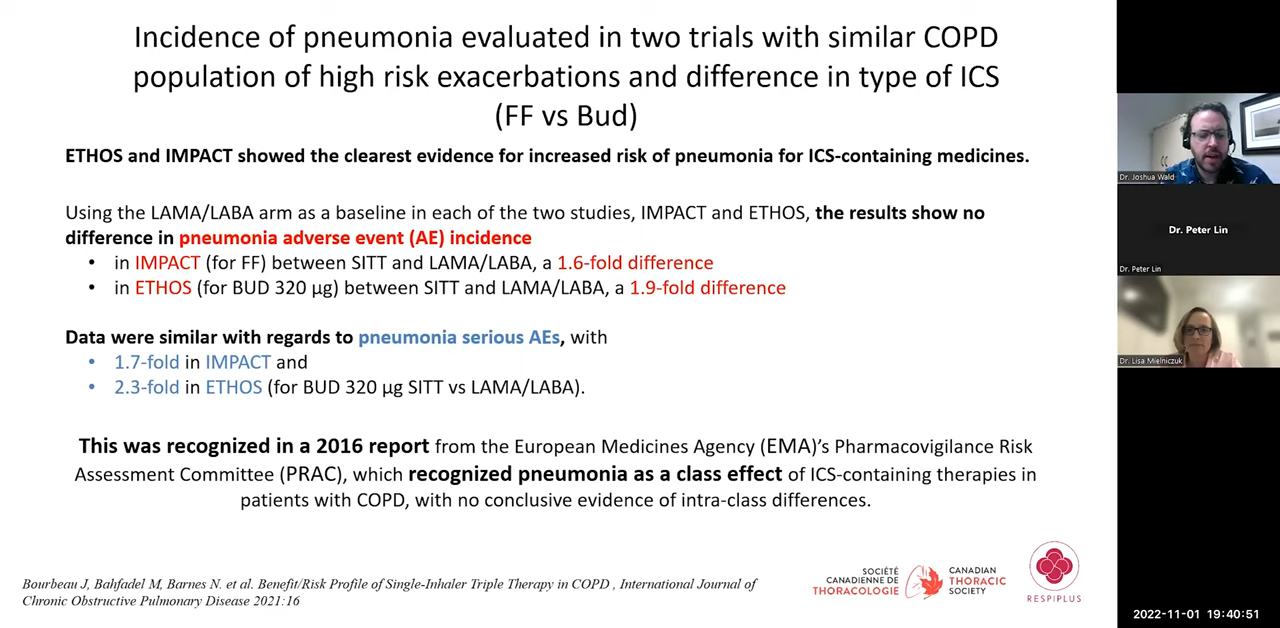 Incidence of pneumonia evaluated in two trials with similar COPD
population of high risk exacerbations and difference in type of ICS
(FF vs Bud)
ETHOS and IMPACT showed the clearest evidence for increased risk of pneumonia for ICS-containing medicines.
Using the LAMA/LABA arm as a baseline in each of the two studies, IMPACT and ETHOS, the results show no
difference in pneumonia adverse event (AE) incidence
• in IMPACT (for FF) between SITT and LAMA/LABA, a 1.6-fold difference
• in ETHOS (for BUD 320 µg) between SITT and LAMA/LABA, a 1.9-fold difference
Data were similar with regards to pneumonia serious AEs, with
• 1.7-fold in IMPACT and
• 2.3-fold in ETHOS (for BUD 320 µg SITT vs LAMA/LABA).
This was recognized in a 2016 report from the European Medicines Agency (EMA)'s Pharmacovigilance Risk
Assessment Committee (PRAC), which recognized pneumonia as a class effect of ICS-containing therapies in
patients with COPD, with no conclusive evidence of intra-class differences.
Bourbeau J, Bahfadel M, Barnes N. et al. Benefit/Risk Profile of Single-Inhaler Triple Therapy in COPD , International Journal of
Chronic Obstructive Pulmonary Disease 2021:16
SOCIÉTÉ
CANADIENNE DE
THORACOLOGIE
CANADIAN
THORACIC
SOCIETY
RESPIPLUS
Dr. Joshua Wald
Dr. Peter Lin
Dr. Peter Lin
Dr. Lisa Mielniczuk
2022-11-01 19:40:51